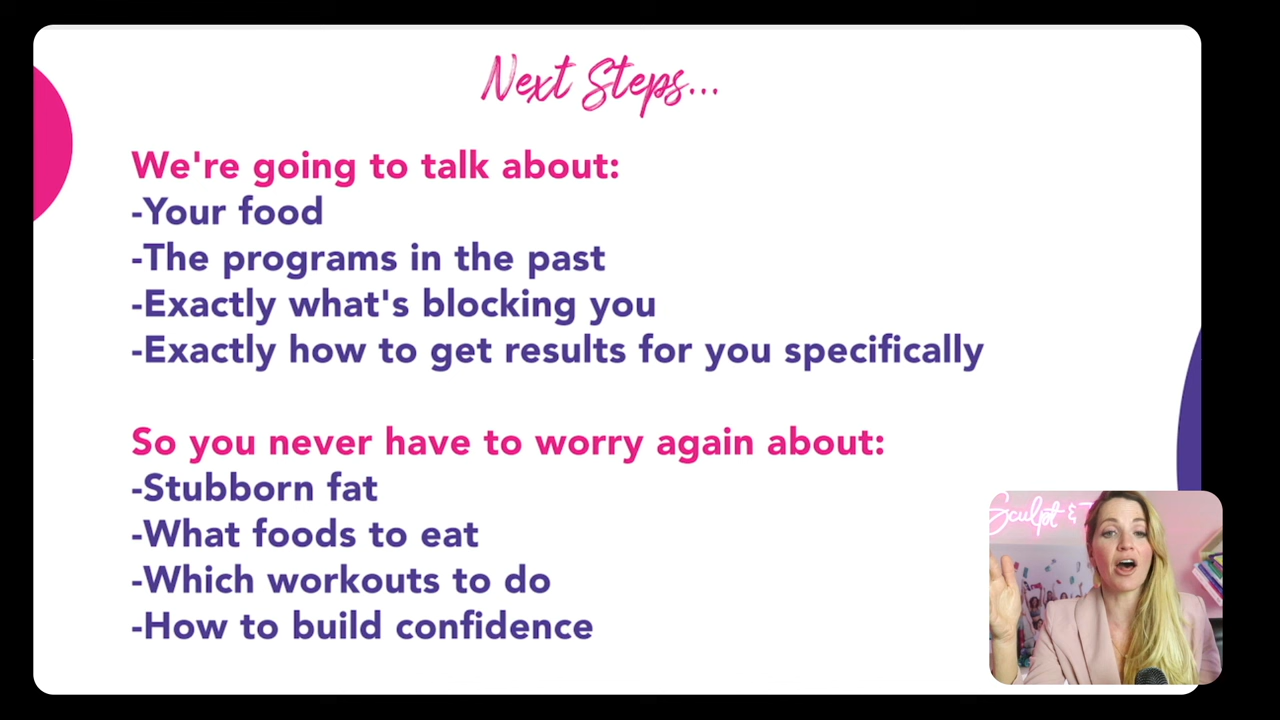 Next Steps...
We're going to talk about:
-Your food
-The programs in the past
-Exactly what's blocking you
-Exactly how to get results for you specifically
So you never have to worry again about:
-Stubborn fat
-What foods to eat
-Which workouts to do
-How to build confidence
Sculpt &